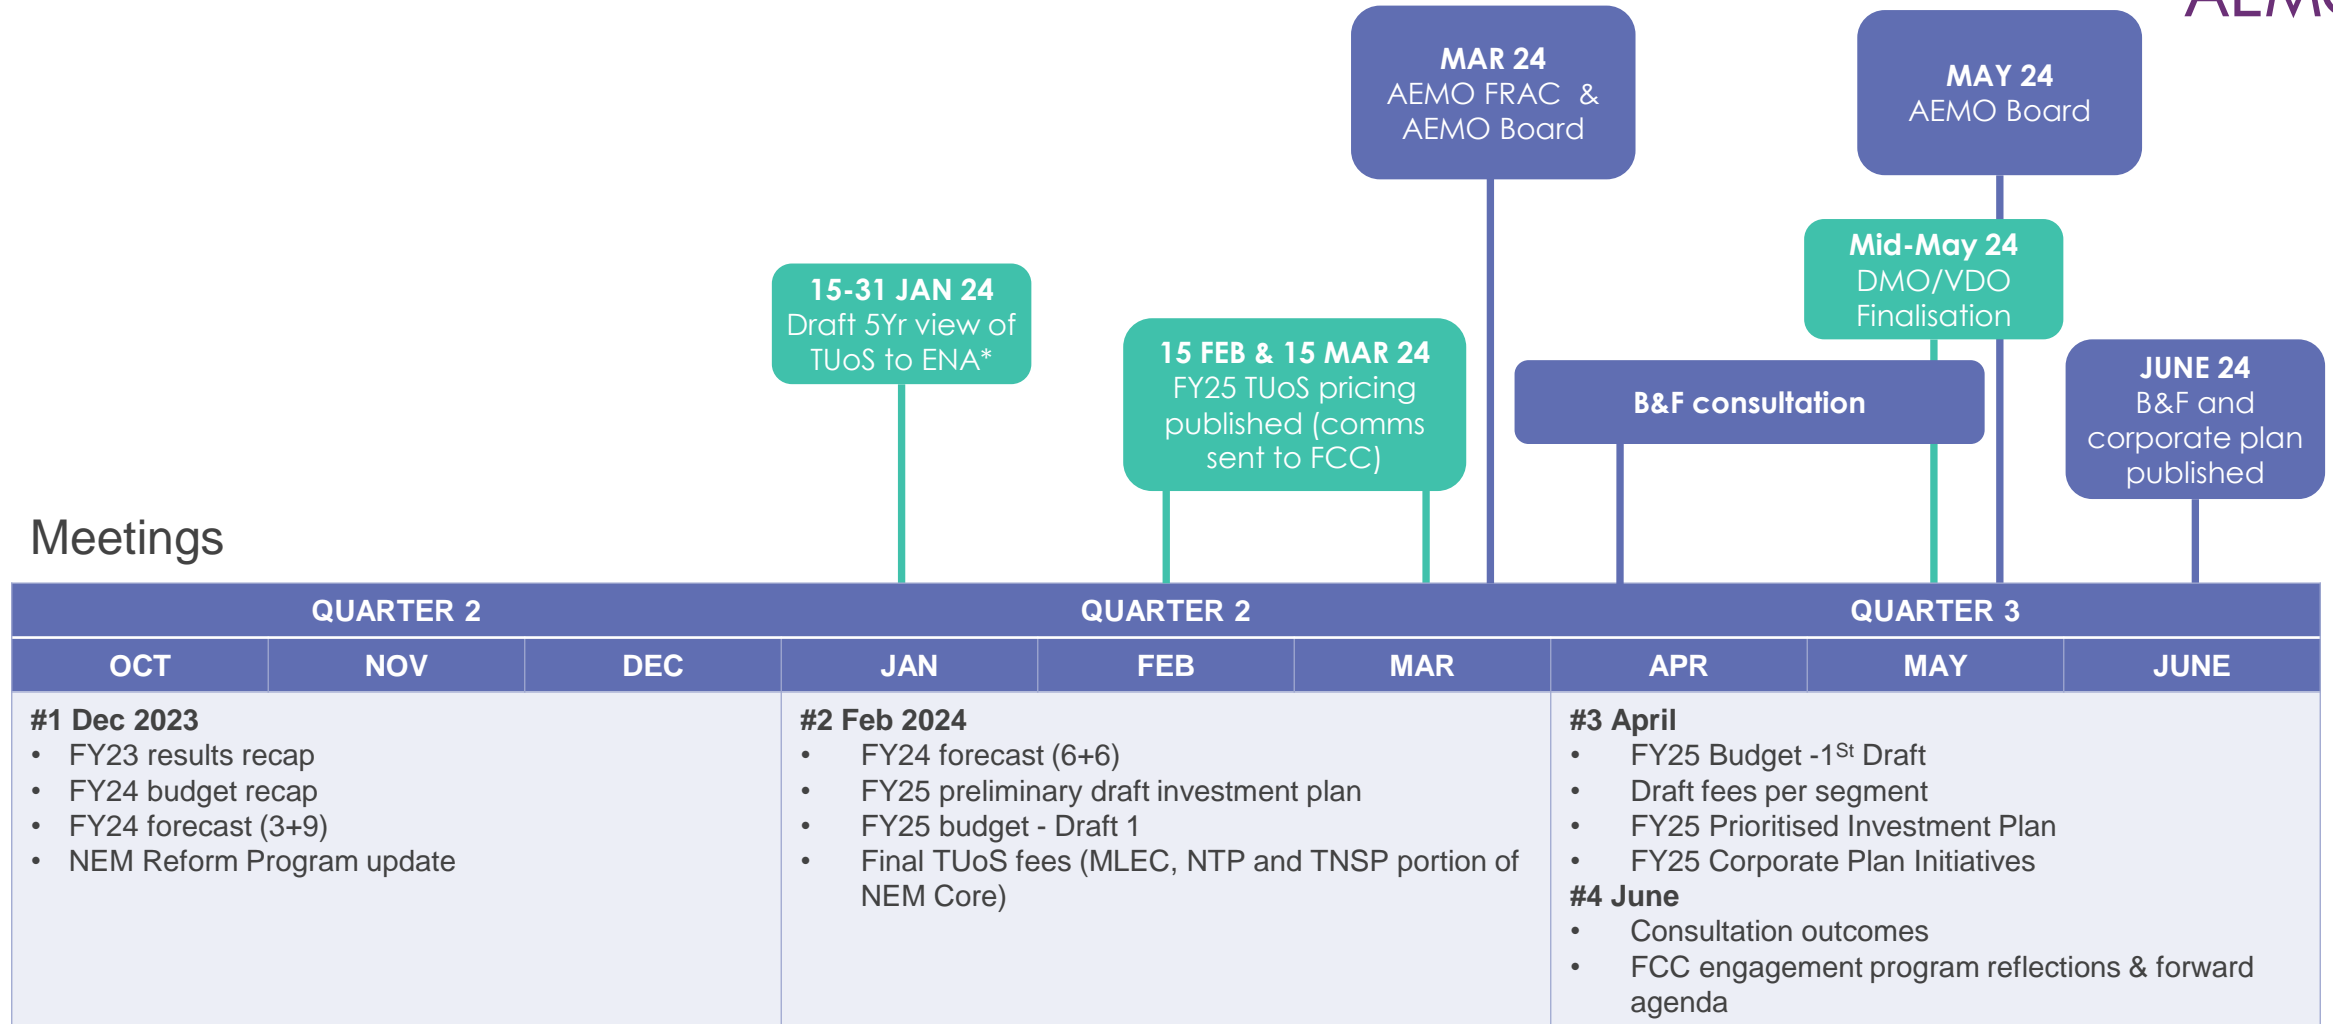 AEMO
MAR 24
AEMO FRAC &
AEMO Board
MAY 24
AEMO Board
15-31 JAN 24
Draft 5Yr view of
TUoS to ENA*
15 FEB & 15 MAR 24
FY25 TUoS pricing
published (comms
sent to FCC)
Mid-May 24
DMO/VDO
Finalisation
B&F consultation
JUNE 24
B&F and
corporate plan
published
Meetings
QUARTER 2
QUARTER 2
QUARTER 3
OCT
NOV
DEC
JAN
FEB
MAR
APR
MAY
JUNE
#1 Dec 2023
• FY23 results recap
• FY24 budget recap
• FY24 forecast (3+9)
• NEM Reform Program update
#2 Feb 2024
• FY24 forecast (6+6)
• FY25 preliminary draft investment plan
• FY25 budget - Draft 1
• Final TUoS fees (MLEC, NTP and TNSP portion of
NEM Core)
#3 April
• FY25 Budget -1St Draft
• Draft fees per segment
• FY25 Prioritised Investment Plan
• FY25 Corporate Plan Initiatives
#4 June
• Consultation outcomes
• FCC engagement program reflections & forward
agenda